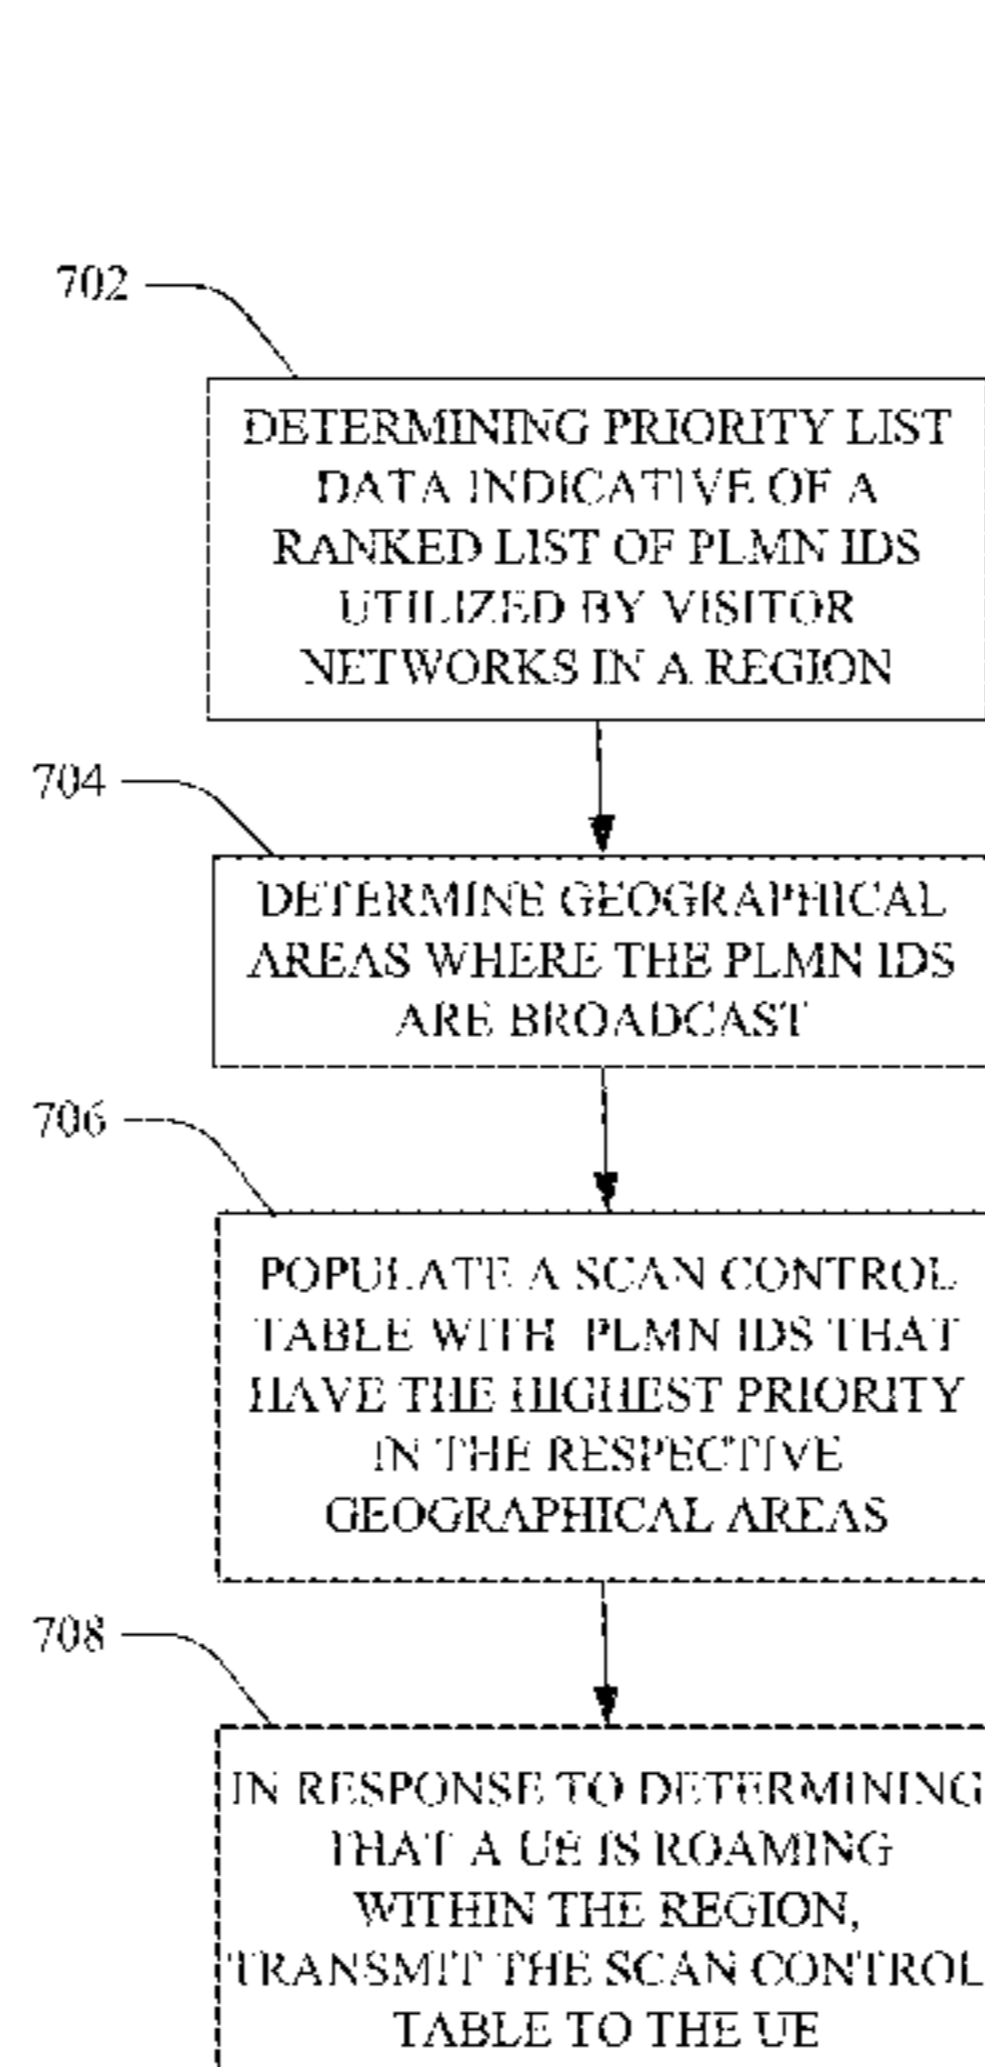 702
DETERMINING PRIORITY LIST
DATA INDICATIVE OF A
RANKED LIST OF PLMN IDS
UTILIZED BY VISITOR
NETWORKS IN A REGION
704
DETERMINE GEOGRAPHICAL
AREAS WHERE THE PLMN IDS
ARE BROADCAST
706
POPULATE A SCAN CONTROL
TABLE WITH PLMN IDS THAT
HAVE THE HIGHEST PRIORITY
IN THE RESPECTIVE
GEOGRAPHICAL AREAS
708
IN RESPONSE TO DETERMINING
THAT A UE IS ROAMING
WITHIN THE REGION,
TRANSMIT THE SCAN CONTROL
TABLE TO THE UE